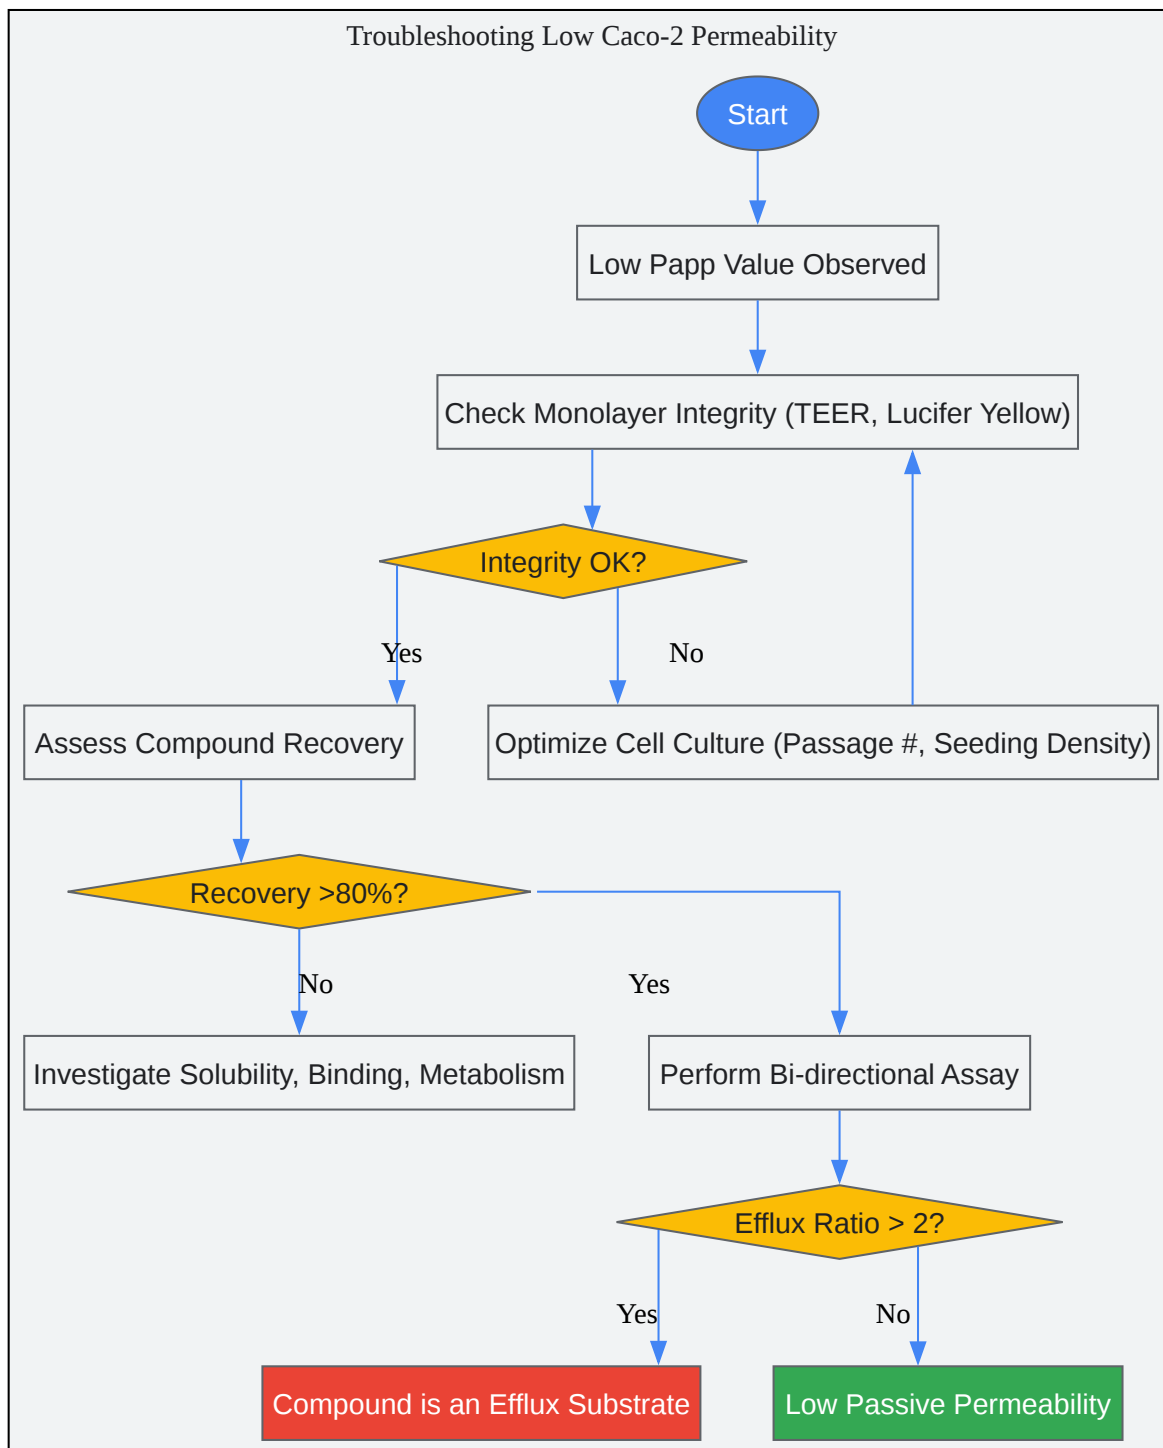 Troubleshooting Low Caco-2 Permeability
Start
Low Papp Value Observed
Check Monolayer Integrity (TEER, Lucifer Yellow)
Integrity OK?
Yes
No
Assess Compound Recovery
Optimize Cell Culture (Passage #, Seeding Density)
Recovery >80%?
No
Yes
Investigate Solubility, Binding, Metabolism
Perform Bi-directional Assay
Efflux Ratio > 2?
Yes
No
Compound is an Efflux Substrate
Low Passive Permeability